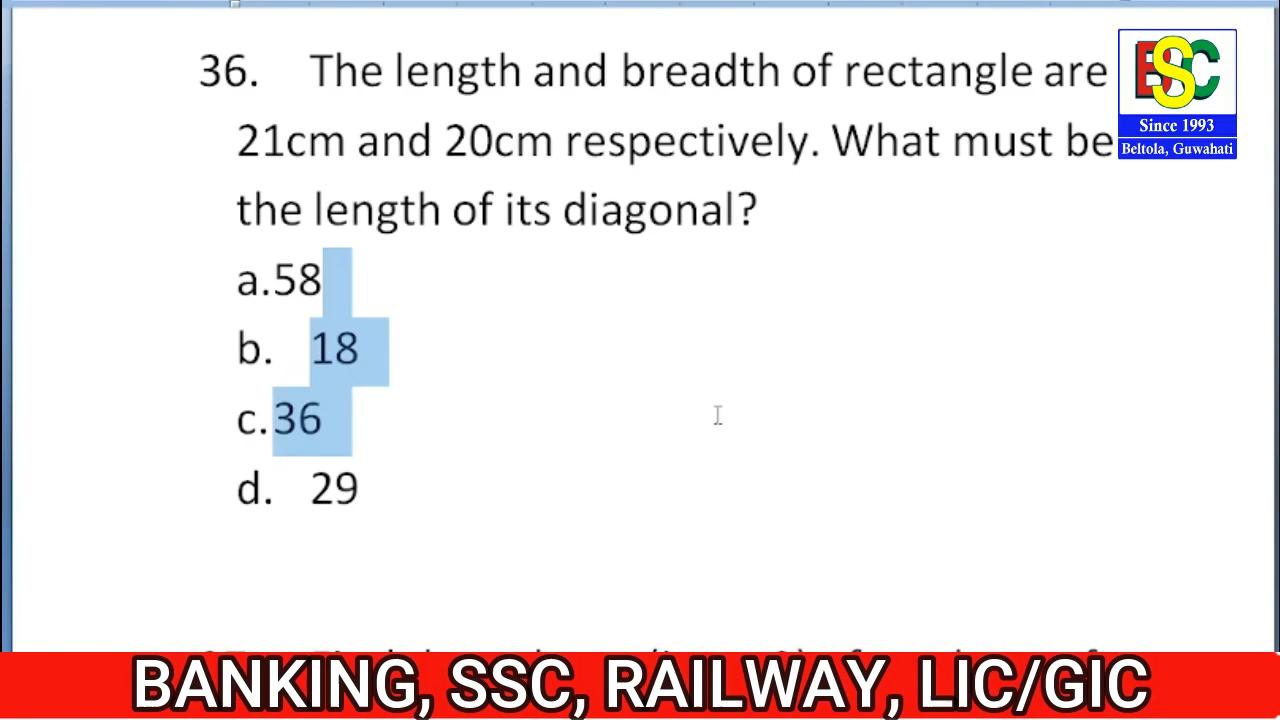 36. The length and breadth of rectangle are
21cm and 20cm respectively. What must be
the length of its diagonal?
a.58
b. 18
c.36
d. 29
BSC
Since 1993
Beltola, Guwahati
BANKING, SSC, RAILWAY, LIC/GIC